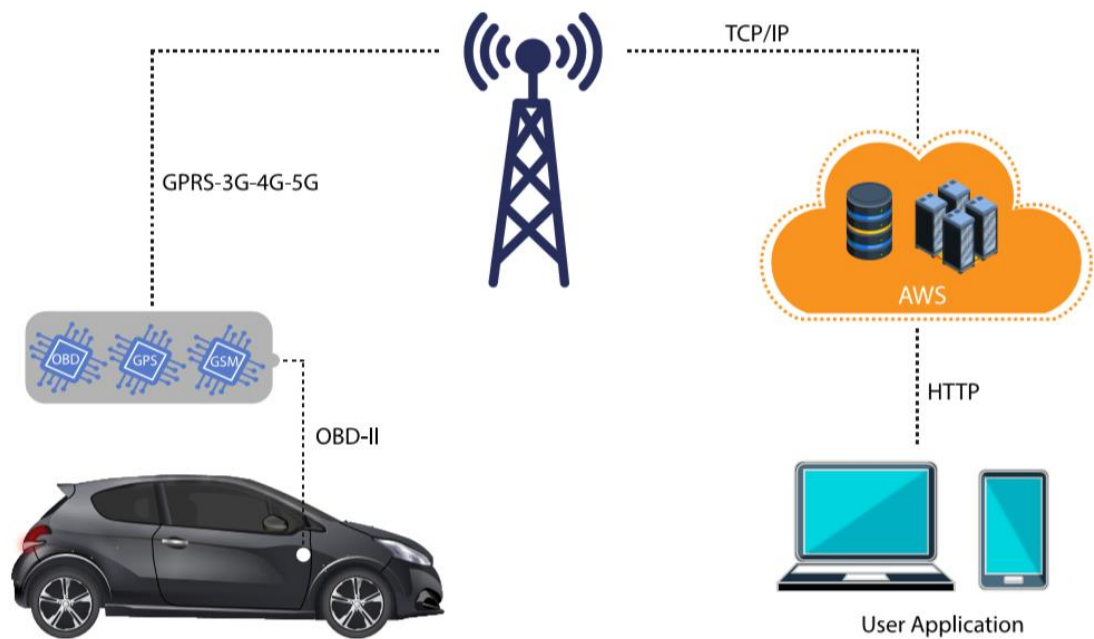 TCP/IP
GPRS-3G-4G-5G
AWS
OBD
GPS
GSM
HTTP
OBD-II
User Application